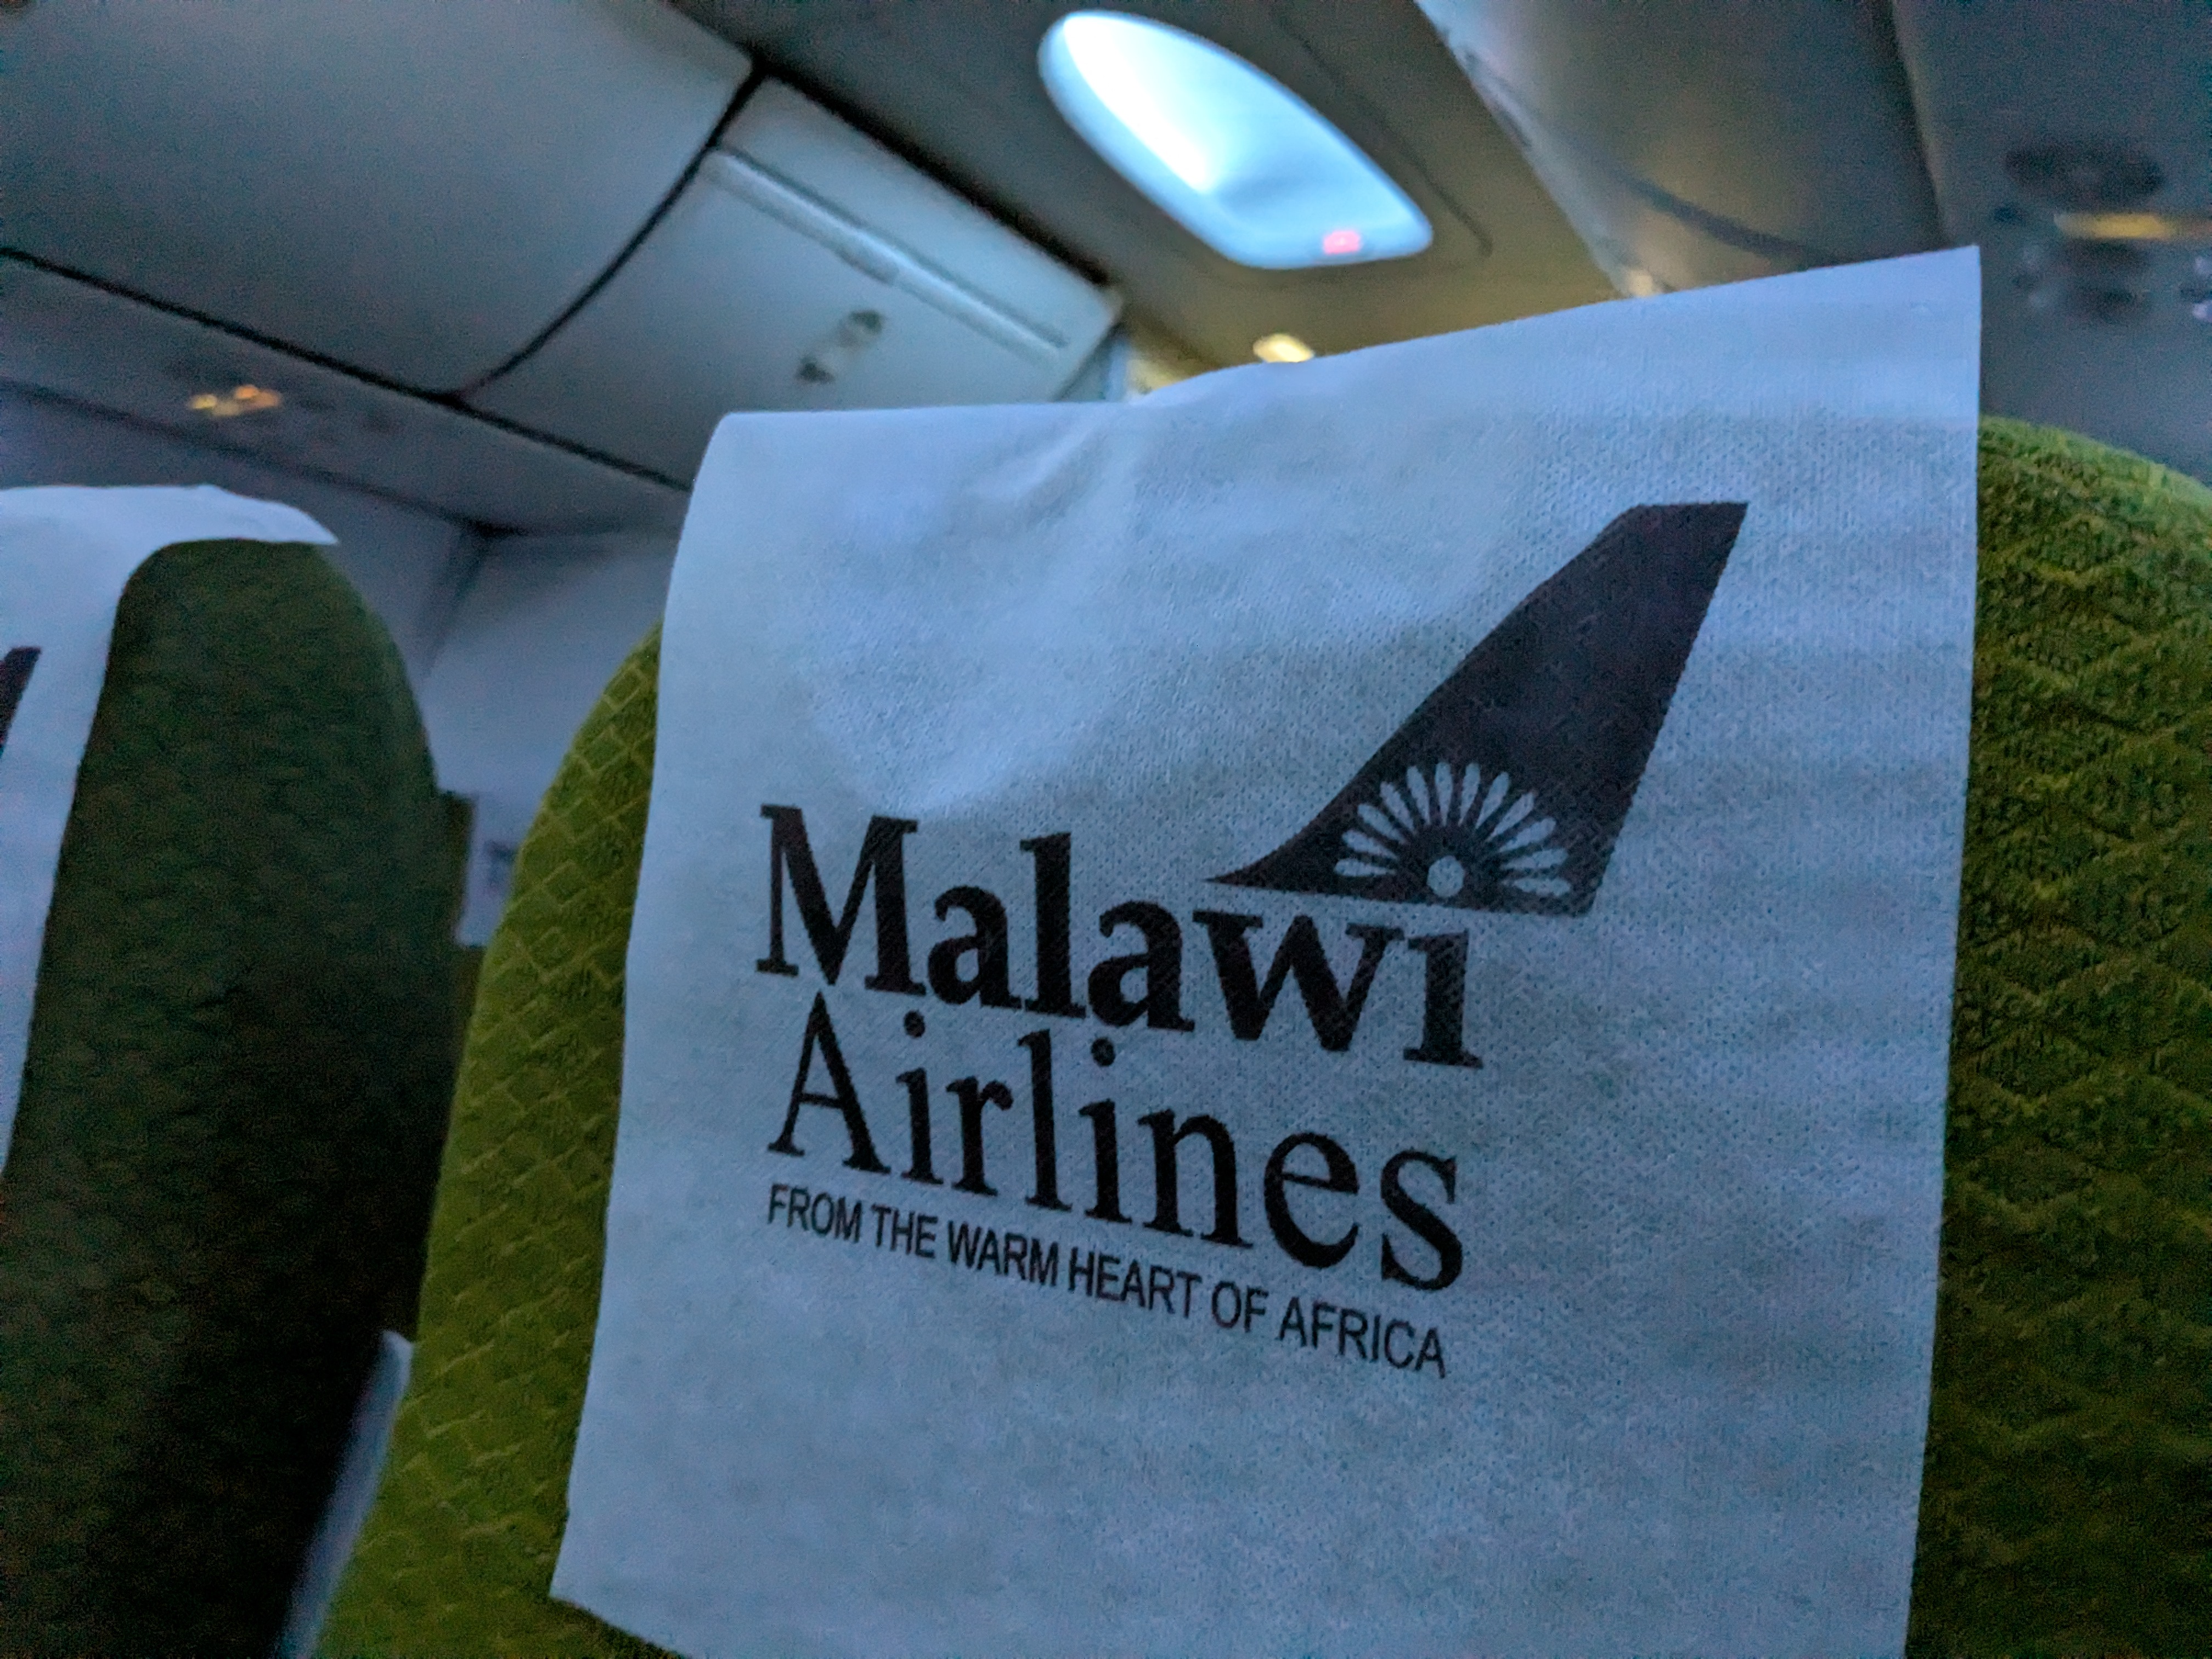 Malawi
Airlines
FROM THE WARM HEART OF AFRICA